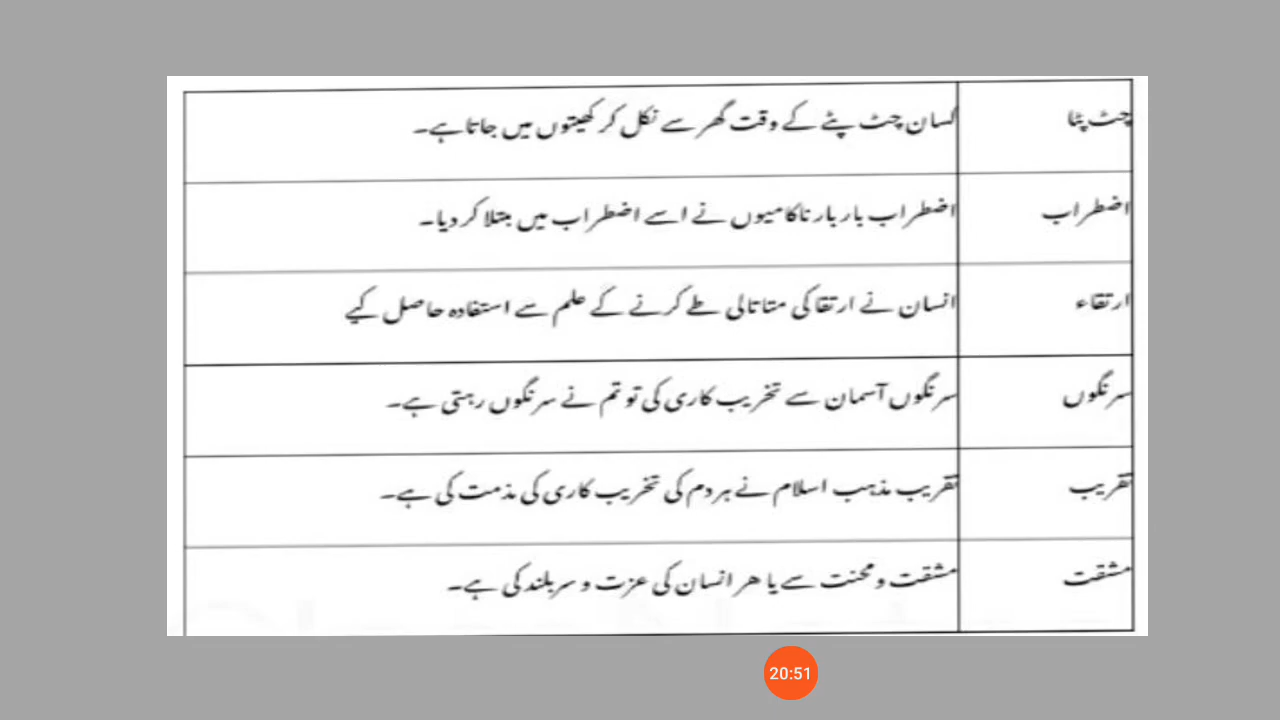 چٹ پٹا کسان چٹ پٹے کے وقت گھر سے نکل کر کھیتوں میں جاتا ہے۔
اضطراب اضطراب بار بار ناکامیوں نے اسے اضطراب میں مبتلا کر دیا۔
ارتقاء انسان نے ارتقا کی متاتالی طے کرنے کے علم سے استفادہ حاصل کیے
سرنگوں سرنگوں آسمان سے تخریب کاری کی تو تم نے سرنگوں رہتی ہے۔
تقریب تقریب مذہب اسلام نے ہر دم کی تخریب کاری کی مذمت کی ہے۔
مشقت مشقت و محنت سے یا ھر انسان کی عزت و سربلند کی ہے۔
20:51